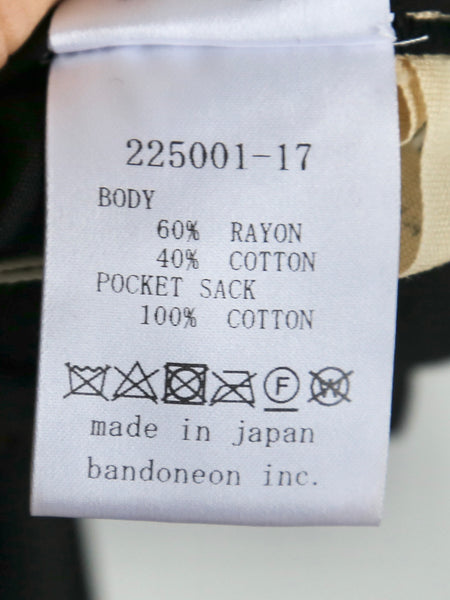 225001-17
BODY
60% RAYON
40% COTTON
POCKET SACK
100% COTTON
F W
made in japan
bandoneon inc.